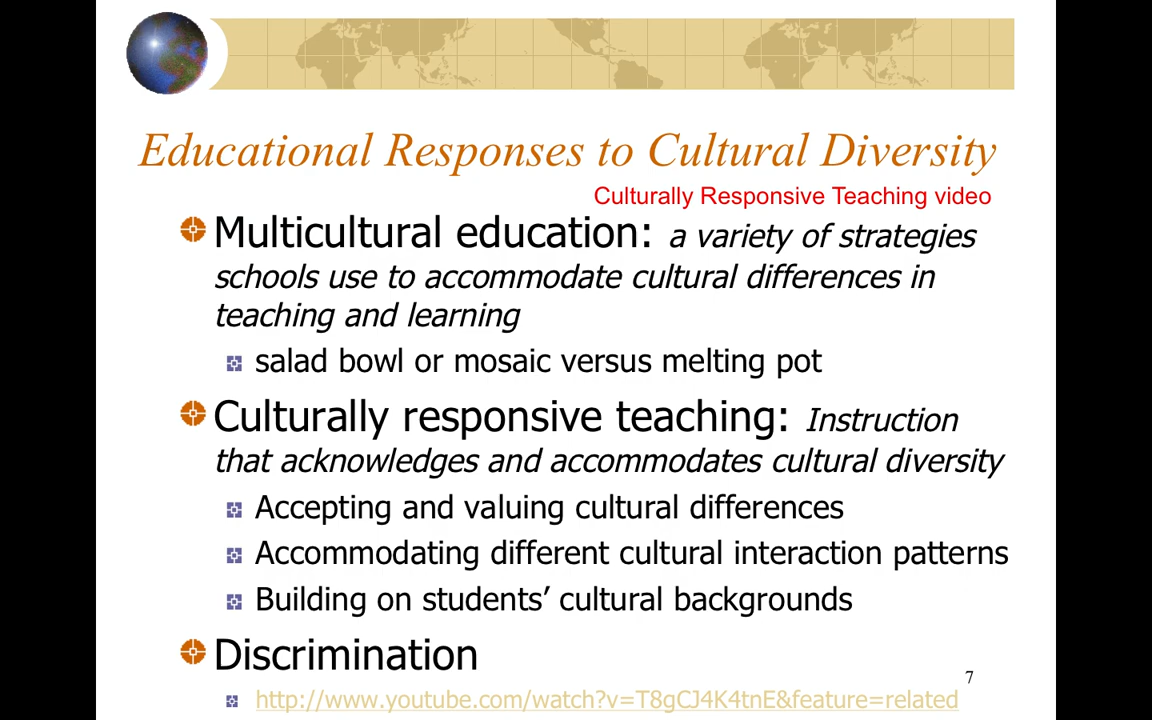 Educational Responses to Cultural Diversity
Culturally Responsive Teaching video
Multicultural education: a variety of strategies
schools use to accommodate cultural differences in
teaching and learning
salad bowl or mosaic versus melting pot
Culturally responsive teaching: Instruction
that acknowledges and accommodates cultural diversity
Accepting and valuing cultural differences
Accommodating different cultural interaction patterns
Building on students’ cultural backgrounds
Discrimination
7
http://www.youtube.com/watch?v=T8gCJ4K4tnE&feature=related